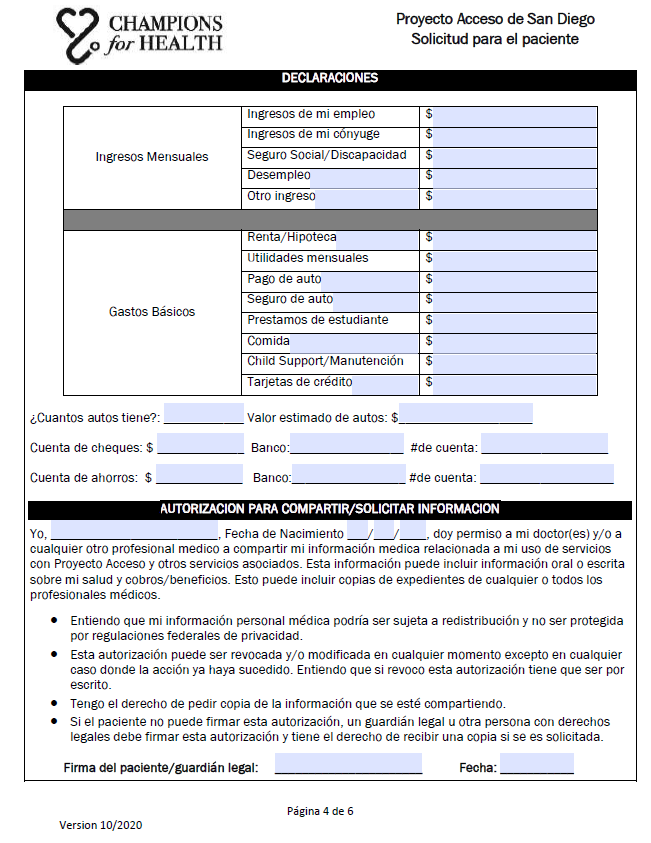 CHAMPIONS
for HEALTH
Proyecto Acceso de San Diego
Solicitud para el paciente
DECLARACIONES
Ingresos Mensuales
Ingresos de mi empleo $
Ingresos de mi cónyuge $
Seguro Social/Discapacidad $
Desempleo $
Otro ingreso $
Gastos Básicos
Renta/Hipoteca $
Utilidades mensuales $
Pago de auto $
Seguro de auto $
Prestamos de estudiante $
Comida $
Child Support/Manutención $
Tarjetas de crédito $
¿Cuantos autos tiene?: ____________ Valor estimado de autos: $____________________
Cuenta de cheques: $ _____________ Banco:_________________ #de cuenta: ___________________
Cuenta de ahorros: $ _____________ Banco:_________________ #de cuenta: ____________________
AUTORIZACION PARA COMPARTIR/SOLICITAR INFORMACION
Yo, _________________________, Fecha de Nacimiento ___/___/____, doy permiso a mi doctor(es) y/o a
cualquier otro profesional medico a compartir mi información médica relacionada a mi uso de servicios
con Proyecto Acceso y otros servicios asociados. Esta información puede incluir información oral o escrita
sobre mi salud y cobros/beneficios. Esto puede incluir copias de expedientes de cualquier o todos los
profesionales médicos.
• Entiendo que mi información personal médica podría ser sujeta a redistribución y no ser protegida
por regulaciones federales de privacidad.
• Esta autorización puede ser revocada y/o modificada en cualquier momento excepto en cualquier
caso donde la acción ya haya sucedido. Entiendo que si revoco esta autorización tiene que ser por
escrito.
• Tengo el derecho de pedir copia de la información que se esté compartiendo.
• Si el paciente no puede firmar esta autorización, un guardián legal u otra persona con derechos
legales debe firmar esta autorización y tiene el derecho de recibir una copia si se es solicitada.
Firma del paciente/guardián legal: ______________________ Fecha: ___________
Página 4 de 6
Version 10/2020